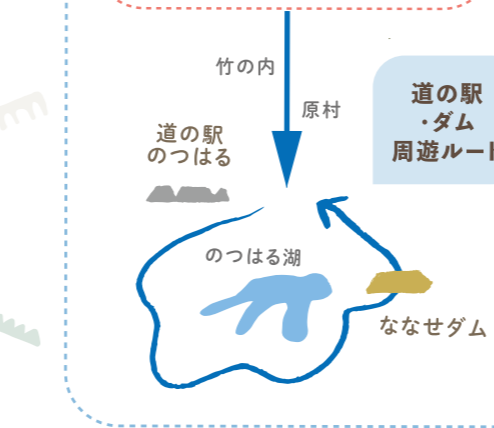 竹の内
原村
道の駅
・ダム
周遊ルート
道の駅
のつはる
のつはる湖
ななせダム